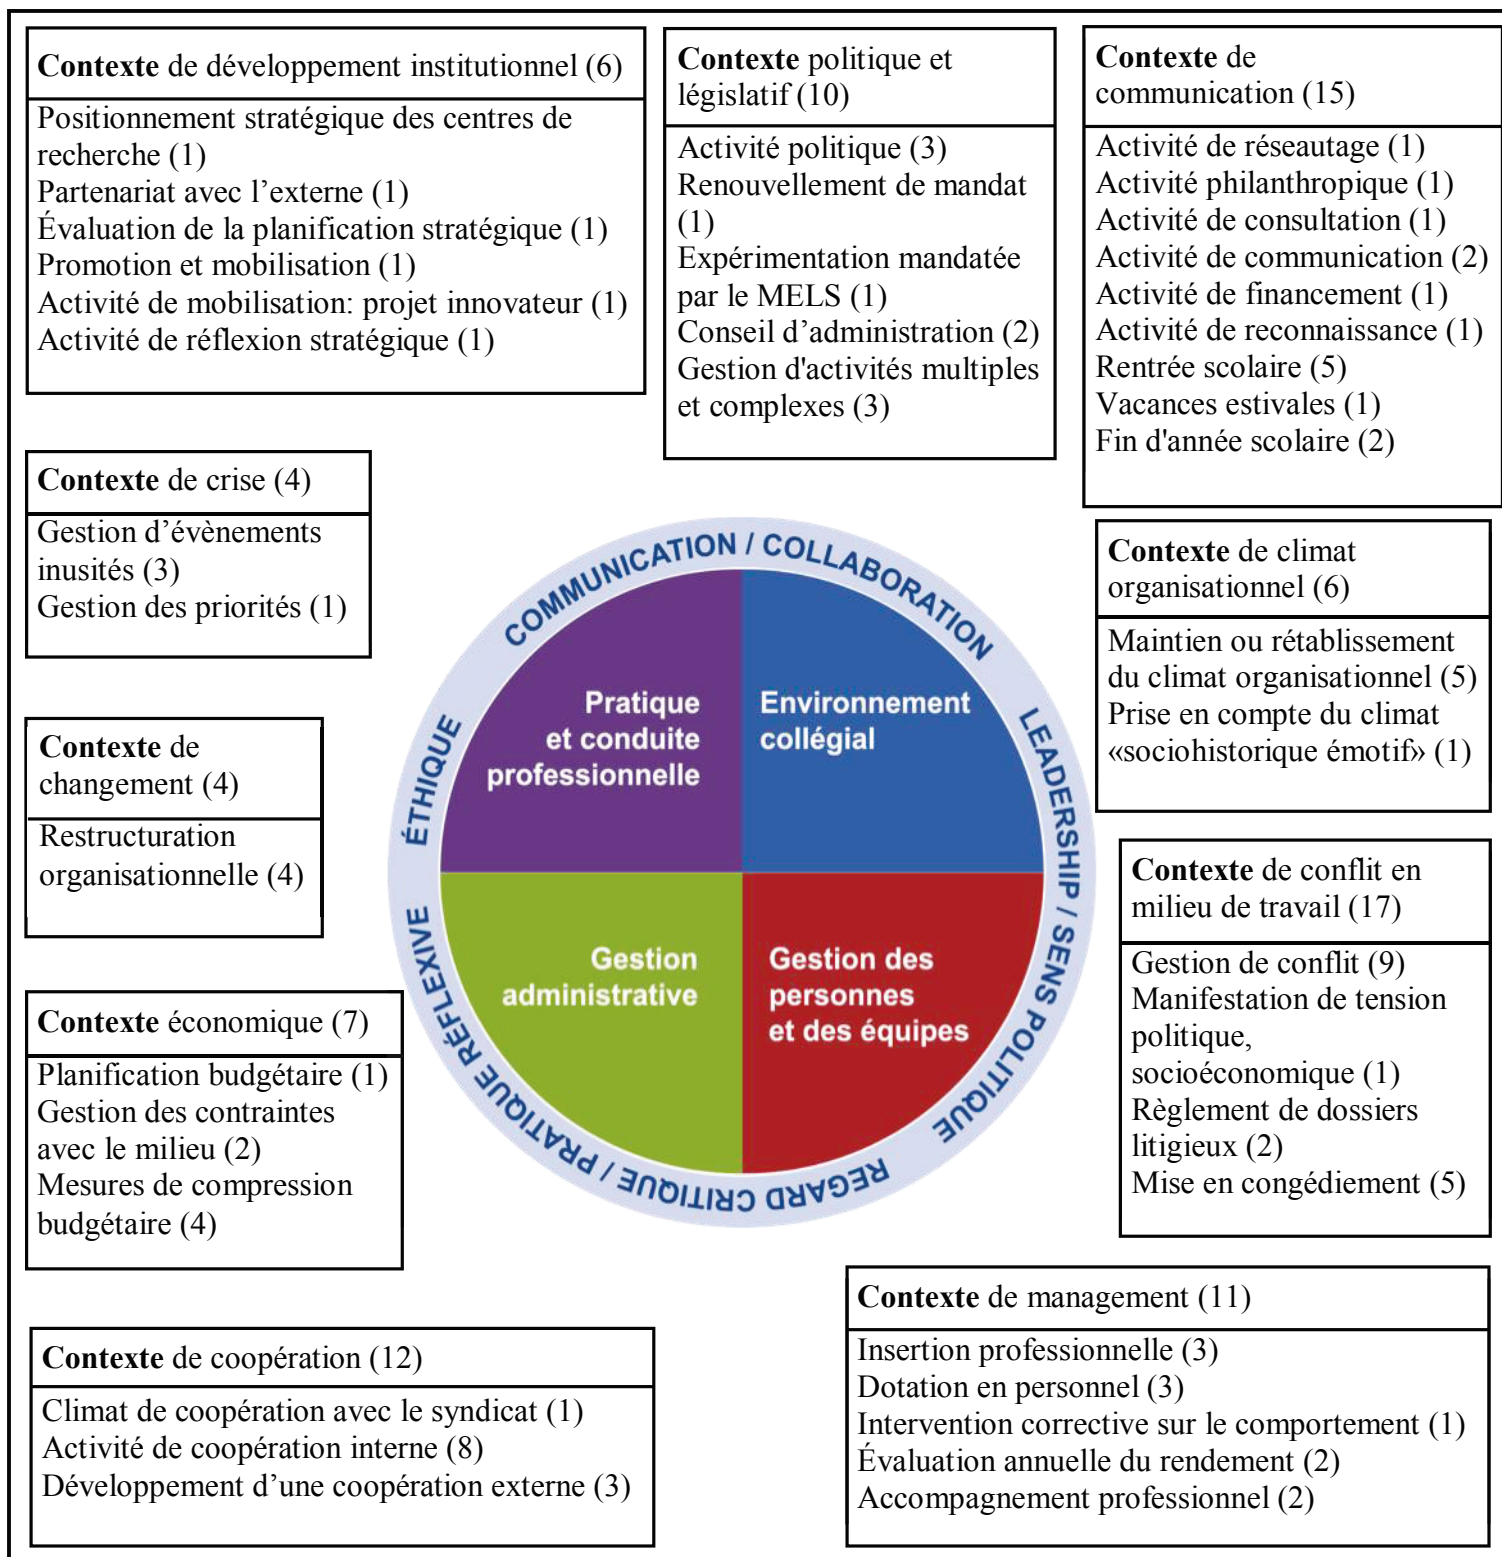 Contexte de développement institutionnel (6)
Positionnement stratégique des centres de
recherche (1)
Partenariat avec l’externe (1)
Évaluation de la planification stratégique (1)
Promotion et mobilisation (1)
Activité de mobilisation: projet innovateur (1)
Activité de réflexion stratégique (1)
Contexte politique et
législatif (10)
Activité politique (3)
Renouvellement de mandat
(1)
Expérimentation mandatée
par le MELS (1)
Conseil d’administration (2)
Gestion d'activités multiples
et complexes (3)
Contexte de
communication (15)
Activité de réseautage (1)
Activité philanthropique (1)
Activité de consultation (1)
Activité de communication (2)
Activité de financement (1)
Activité de reconnaissance (1)
Rentrée scolaire (5)
Vacances estivales (1)
Fin d'année scolaire (2)
Contexte de crise (4)
Gestion d’évènements
inusités (3)
Gestion des priorités (1)
Contexte de climat
organisationnel (6)
Maintien ou rétablissement
du climat organisationnel (5)
Prise en compte du climat
«sociohistorique émotif» (1)
Contexte de
changement (4)
Restructuration
organisationnelle (4)
COMMUNICATION / COLLABORATION
LEADERSHIP / SENS POLITIQUE
REGARD CRITIQUE / PRATIQUE RÉFLEXIVE
ÉTHIQUE
Pratique
et conduite
professionnelle
Environnement
collégial
Gestion
administrative
Gestion des
personnes
et des équipes
Contexte de conflit en
milieu de travail (17)
Gestion de conflit (9)
Manifestation de tension
politique,
socioéconomique (1)
Règlement de dossiers
litigieux (2)
Mise en congédiement (5)
Contexte économique (7)
Planification budgétaire (1)
Gestion des contraintes
avec le milieu (2)
Mesures de compression
budgétaire (4)
Contexte de coopération (12)
Climat de coopération avec le syndicat (1)
Activité de coopération interne (8)
Développement d’une coopération externe (3)
Contexte de management (11)
Insertion professionnelle (3)
Dotation en personnel (3)
Intervention corrective sur le comportement (1)
Évaluation annuelle du rendement (2)
Accompagnement professionnel (2)